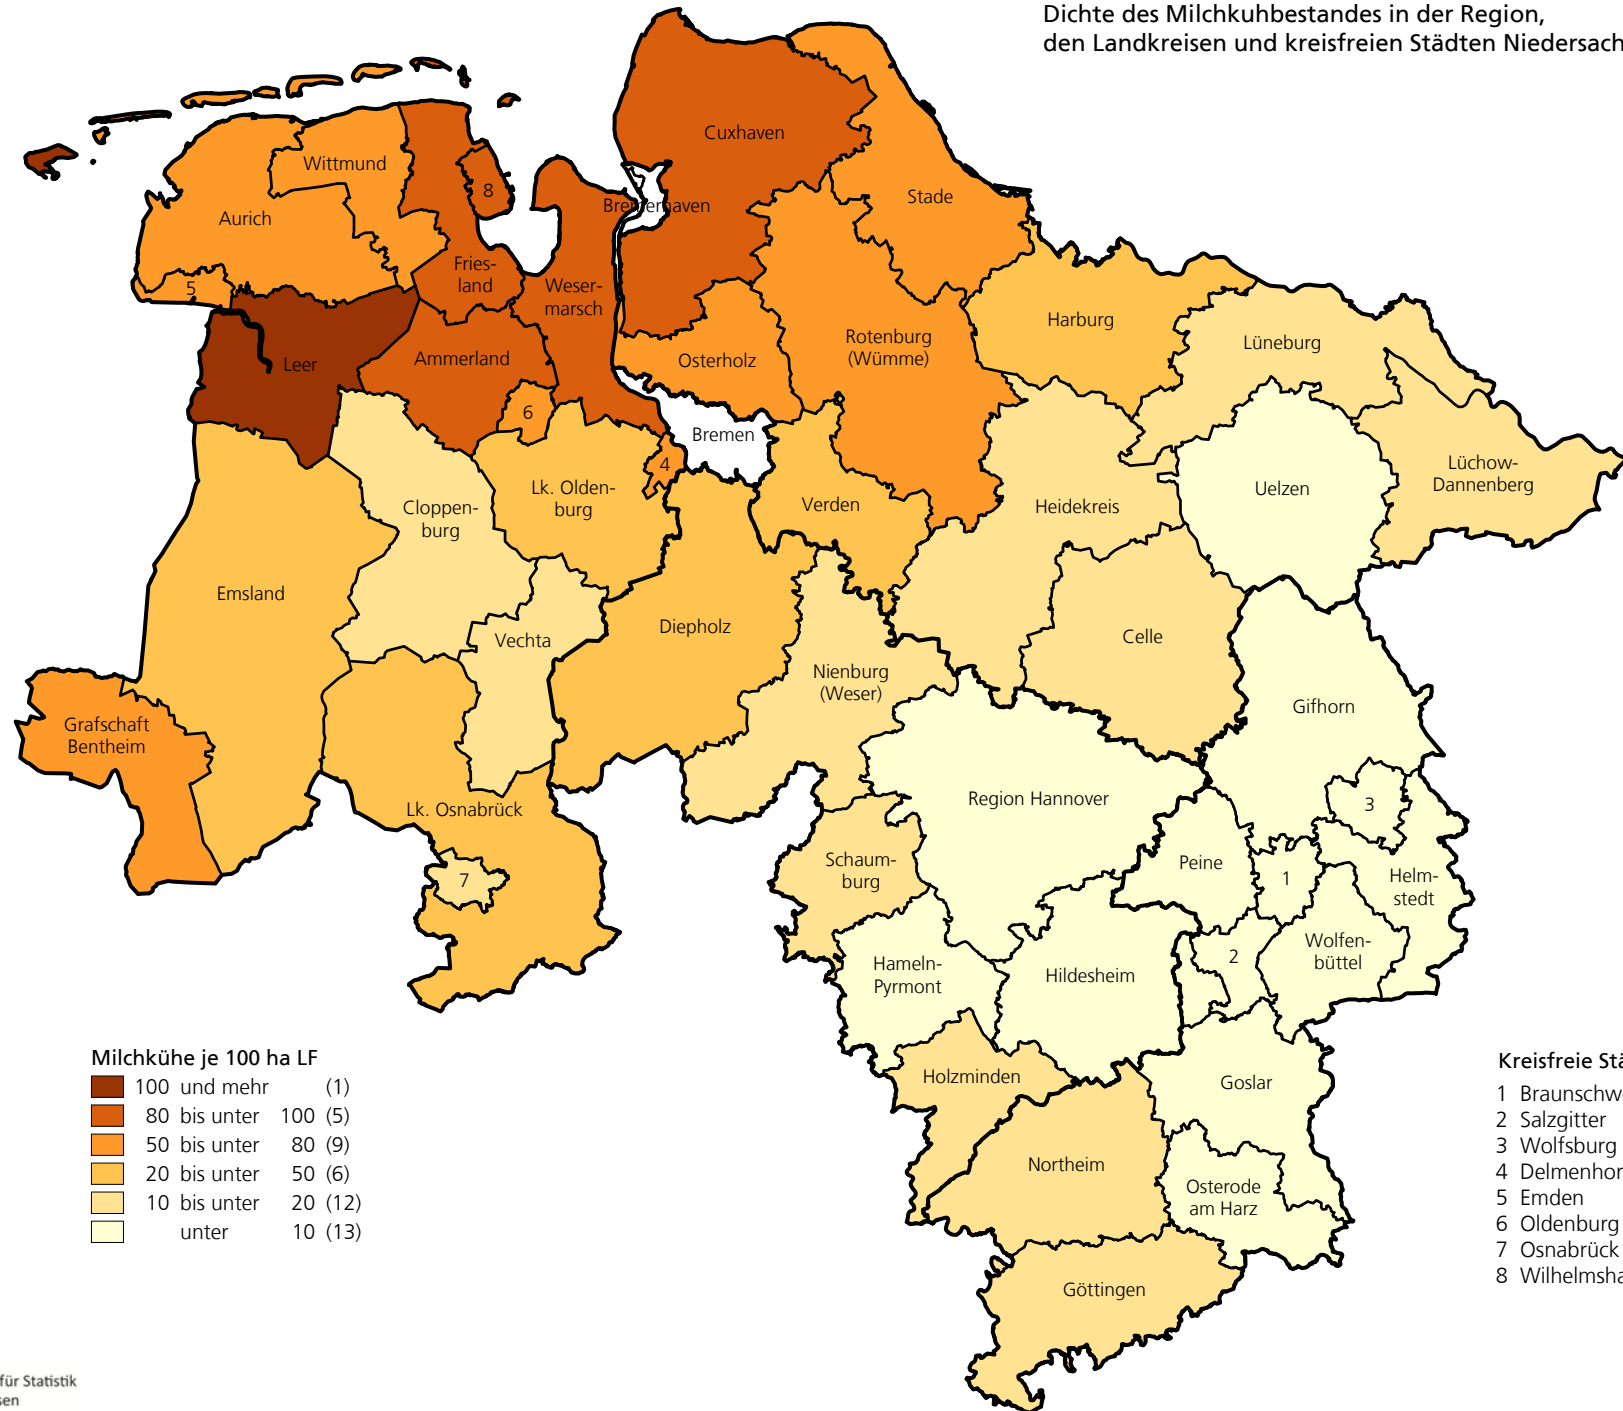 Dichte des Milchkuhbestandes in der Region,
den Landkreisen und kreisfreien Städten Niedersach
Cuxhaven
Wittmund
8
Stade
Bremerhaven
Aurich
Fries-
land
5
Weser-
marsch
Harburg
Rotenburg
(Wümme)
Lüneburg
Leer
Ammerland
Osterholz
6
Bremen
4
Lüchow-
Dannenberg
Lk. Olden-
burg
Uelzen
Cloppen-
burg
Verden
Heidekreis
Emsland
Diepholz
Celle
Vechta
Nienburg
(Weser)
Gifhorn
Grafschaft
Bentheim
Region Hannover
3
Lk. Osnabrück
Schaum-
burg
Peine
7
1
Helm-
stedt
Wolfen-
büttel
2
Hameln-
Pyrmont
Hildesheim
Holzminden
Goslar
Northeim
Osterode
am Harz
Göttingen
Milchkühe je 100 ha LF
100 und mehr (1)
80 bis unter 100 (5)
50 bis unter 80 (9)
20 bis unter 50 (6)
10 bis unter 20 (12)
unter 10 (13)
Kreisfreie Stä
1 Braunschw
2 Salzgitter
3 Wolfsburg
4 Delmenhor
5 Emden
6 Oldenburg
7 Osnabrück
8 Wilhelmsha
für Statistik
sen